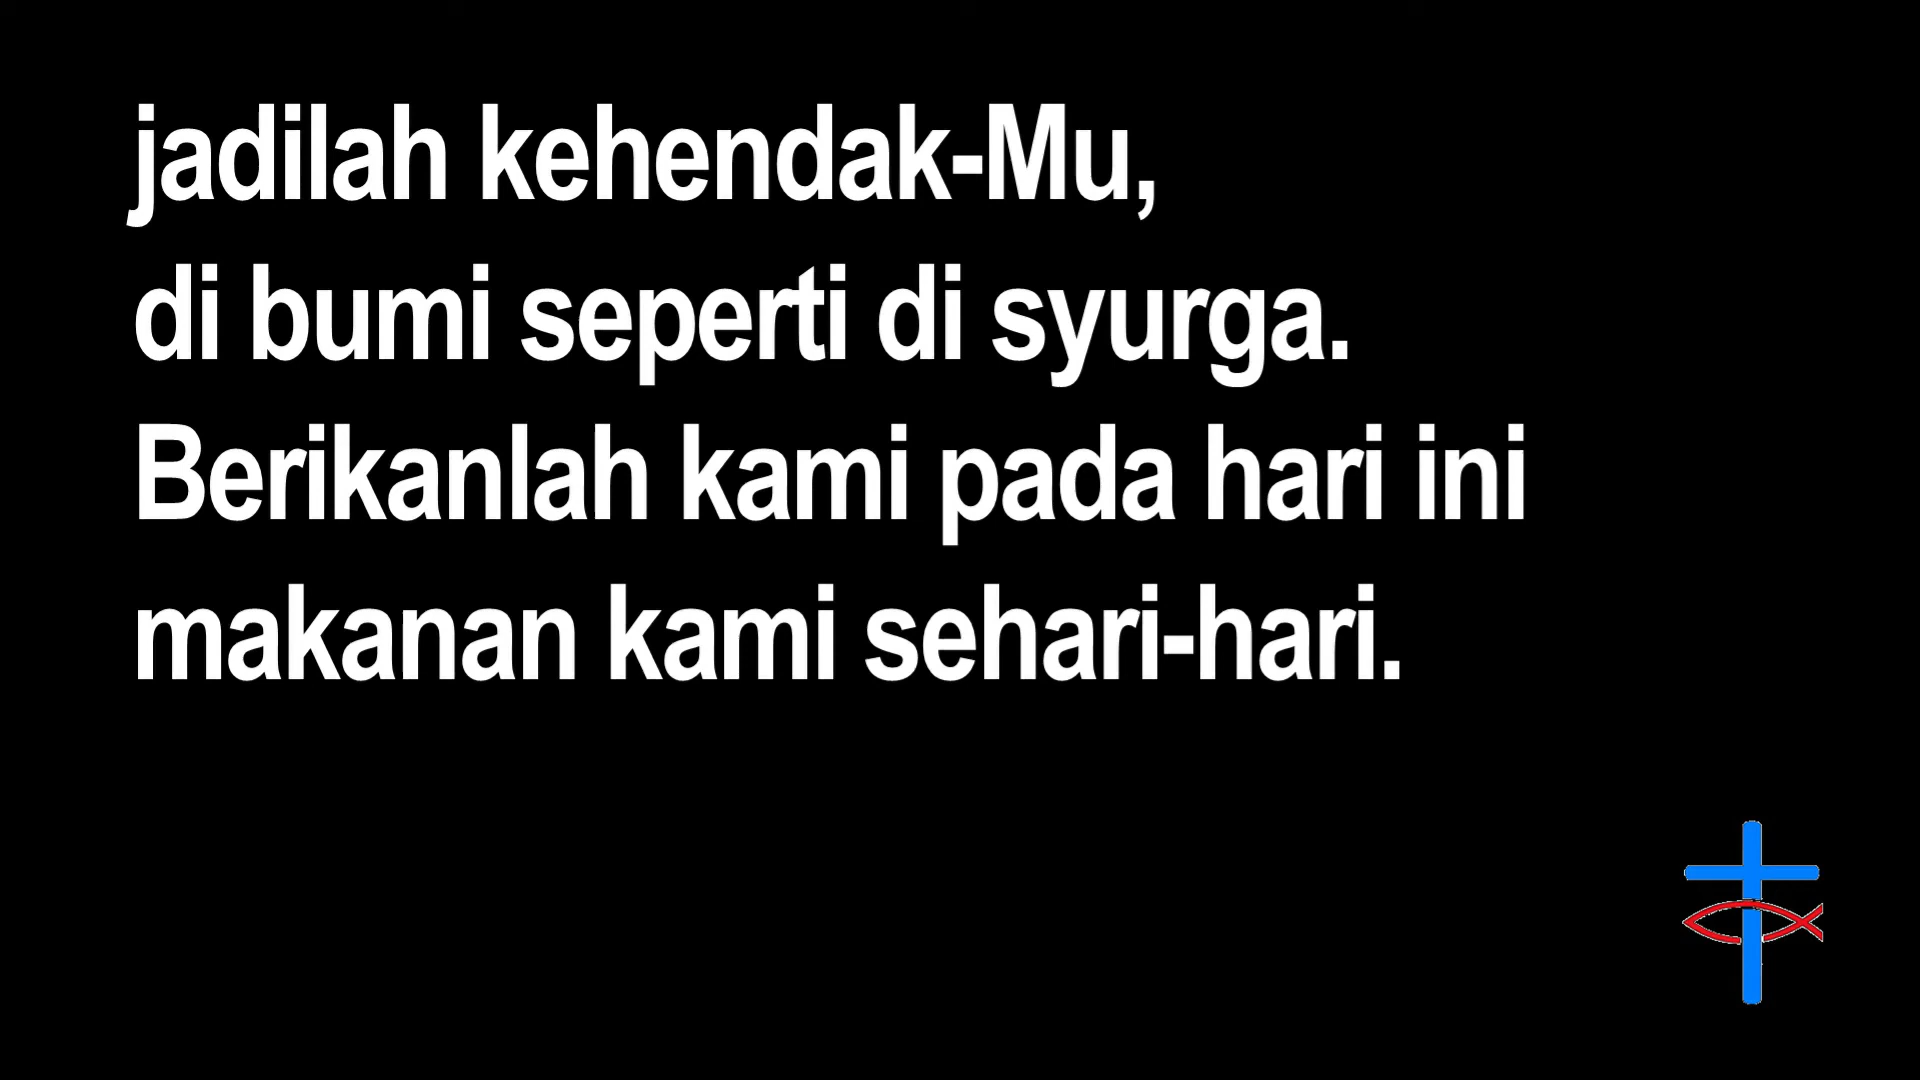 jadilah kehendak-Mu,
di bumi seperti di syurga.
Berikanlah kami pada hari ini
makanan kami sehari-hari.